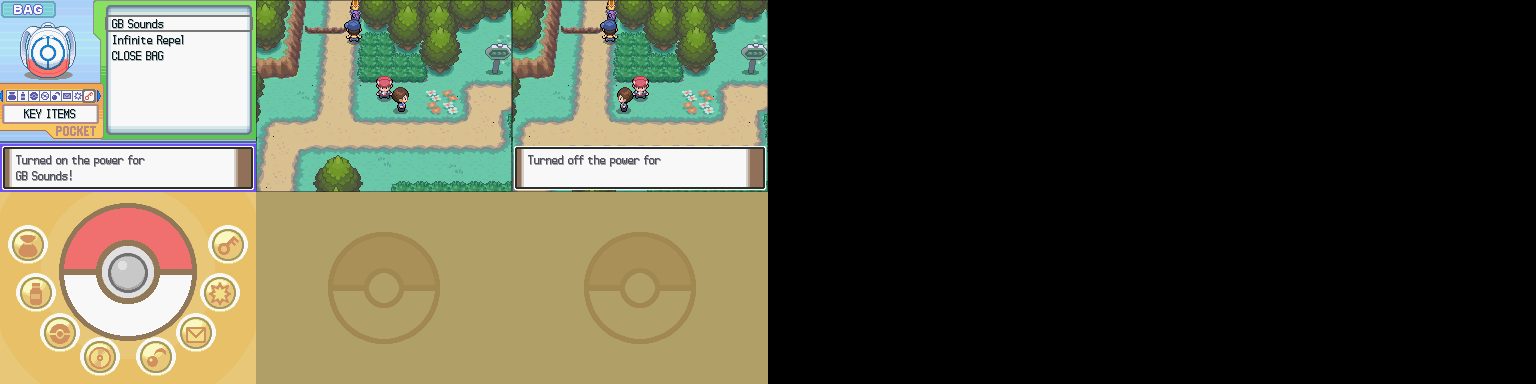 BAG
GB Sounds
Infinite Repel
CLOSE BAG
KEY ITEMS
POCKET
Turned on the power for
GB Sounds!
Turned off the power for